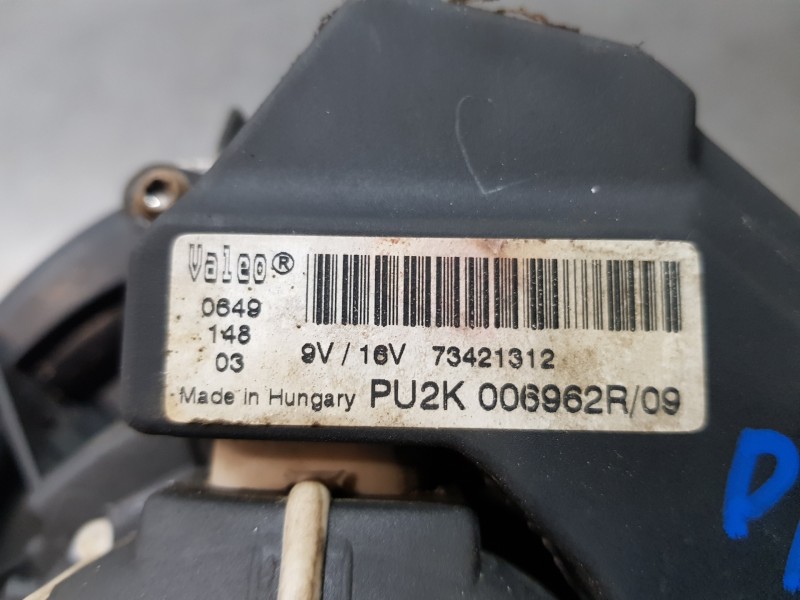 Valeo®
0649
148
03
9V / 16V 73421312
Made in Hungary PU2K 006962R/09